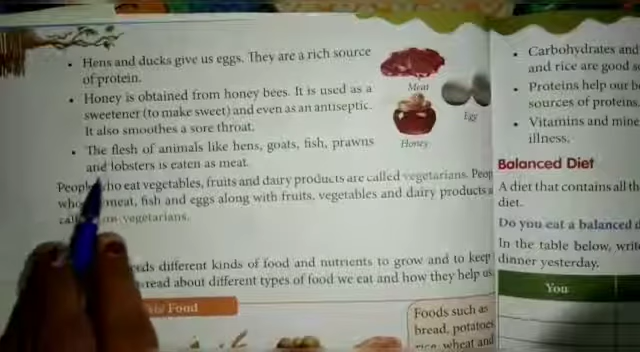 • Hens and ducks give us eggs. They are a rich source
of protein.
• Honey is obtained from honey bees. It is used as a
sweetener (to make sweet) and even as an antiseptic.
It also smoothes a sore throat.
• The flesh of animals like hens, goats, fish, prawns
and lobsters is eaten as meat.
Meat
Egg
Honey
People who eat vegetables, fruits and dairy products are called vegetarians. Peop
who meat, fish and eggs along with fruits, vegetables and dairy products a
vegetarians.
eds different kinds of food and nutrients to grow and to keep
read about different types of food we eat and how they help us.
Food
Foods such as
bread, potatoes
rice, wheat and
• Carbohydrates and
and rice are good s
• Proteins help our b
sources of proteins.
• Vitamins and mine
illness.
Balanced Diet
A diet that contains all th
diet.
Do you eat a balanced d
In the table below, writ
dinner yesterday.
You